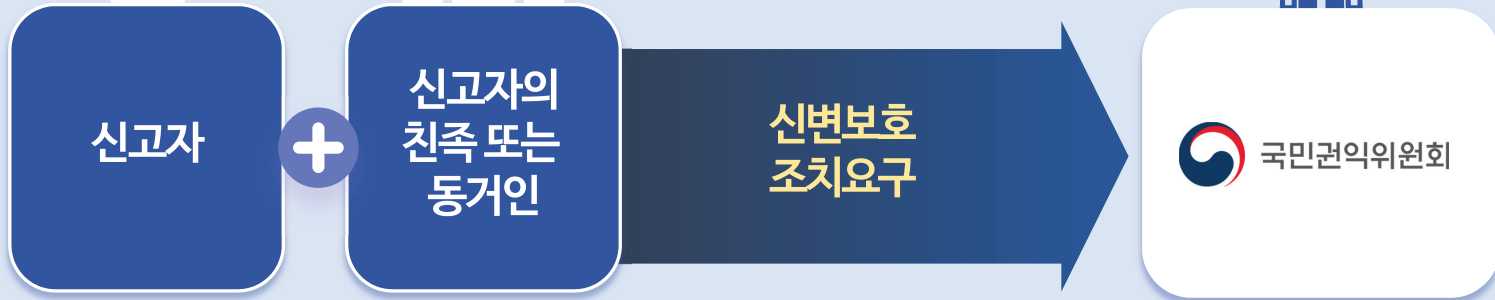 신고자
신고자의
친족 또는
동거인
신변보호
조치요구
국민권익위원회